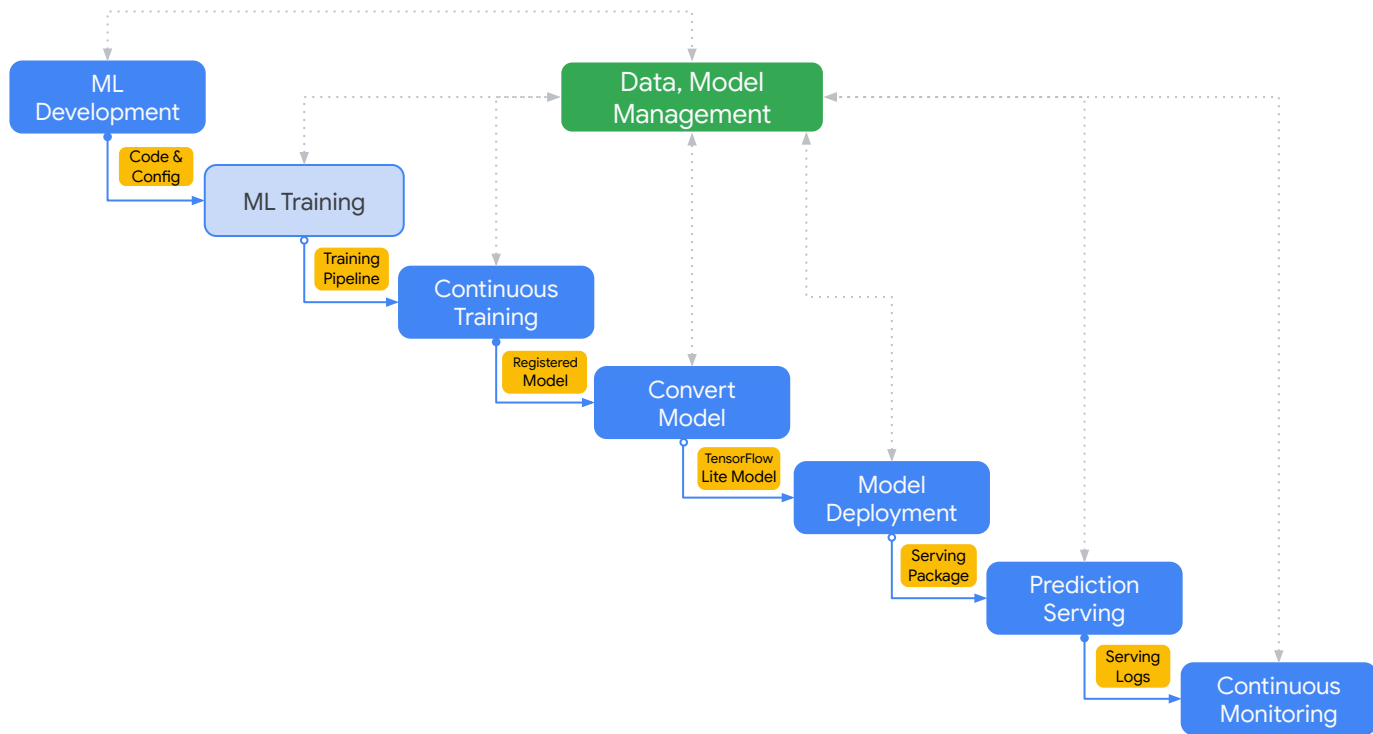 ML
Development
Data, Model
Management
Code &
Config
ML Training
Training
Pipeline
Continuous
Training
Registered
Model
Convert
Model
TensorFlow
Lite Model
Model
Deployment
Serving
Package
Prediction
Serving
Serving
Logs
Continuous
Monitoring